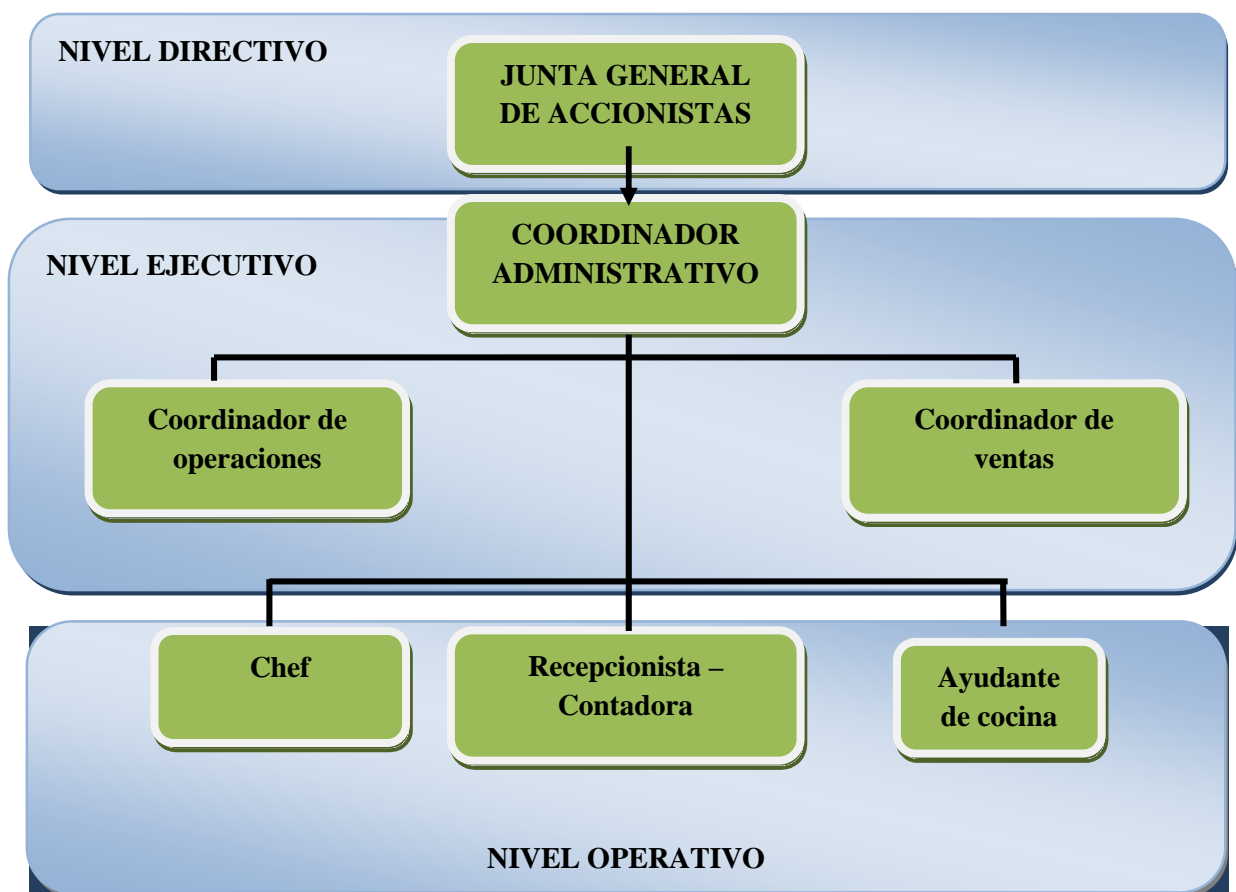 NIVEL DIRECTIVO
JUNTA GENERAL
DE ACCIONISTAS
COORDINADOR
ADMINISTRATIVO
NIVEL EJECUTIVO
Coordinador de
operaciones
Coordinador de
ventas
Chef
Recepcionista –
Contadora
Ayudante
de cocina
NIVEL OPERATIVO